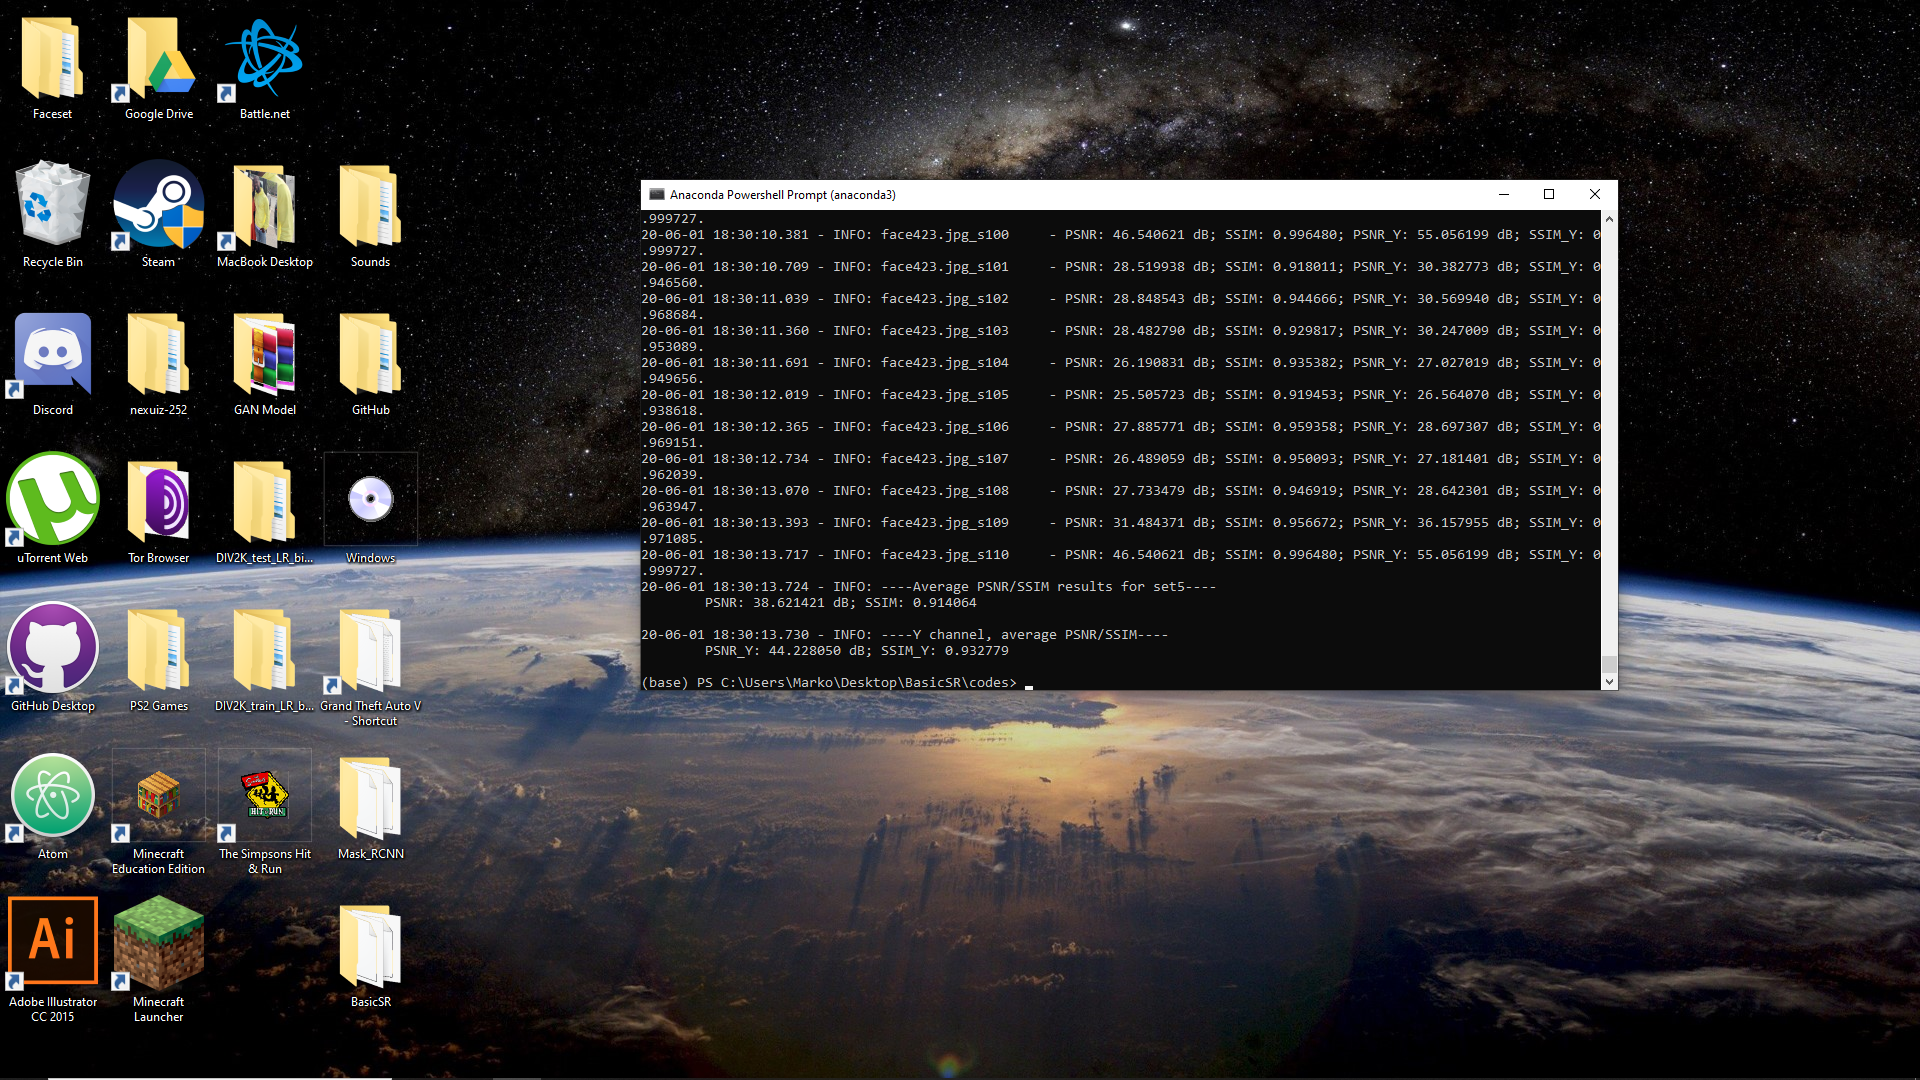 Faceset
Google Drive
Battle.net
Recycle Bin
Steam
MacBook Desktop
Sounds
Discord
nexuiz-252
GAN Model
GitHub
uTorrent Web
Tor Browser
DIV2K_test_LR_bi...
Windows
GitHub Desktop
PS2 Games
DIV2K_train_LR_b...
Grand Theft Auto V
- Shortcut
Atom
Minecraft
Education Edition
HIT & RUN
The Simpsons Hit
& Run
Mask_RCNN
Ai
Adobe Illustrator
CC 2015
Minecraft
Launcher
BasicSR
Anaconda Powershell Prompt (anaconda3)
.999727.
20-06-01 18:30:10.381 - INFO: face423.jpg_s100     - PSNR: 46.540621 dB; SSIM: 0.996480; PSNR_Y: 55.056199 dB; SSIM_Y: 0
.999727.
20-06-01 18:30:10.709 - INFO: face423.jpg_s101     - PSNR: 28.519938 dB; SSIM: 0.918011; PSNR_Y: 30.382773 dB; SSIM_Y: 0
.946560.
20-06-01 18:30:11.039 - INFO: face423.jpg_s102     - PSNR: 28.848543 dB; SSIM: 0.944666; PSNR_Y: 30.569940 dB; SSIM_Y: 0
.968684.
20-06-01 18:30:11.360 - INFO: face423.jpg_s103     - PSNR: 28.482790 dB; SSIM: 0.929817; PSNR_Y: 30.247009 dB; SSIM_Y: 0
.953089.
20-06-01 18:30:11.691 - INFO: face423.jpg_s104     - PSNR: 26.190831 dB; SSIM: 0.935382; PSNR_Y: 27.027019 dB; SSIM_Y: 0
.949656.
20-06-01 18:30:12.019 - INFO: face423.jpg_s105     - PSNR: 25.505723 dB; SSIM: 0.919453; PSNR_Y: 26.564070 dB; SSIM_Y: 0
.938618.
20-06-01 18:30:12.365 - INFO: face423.jpg_s106     - PSNR: 27.885771 dB; SSIM: 0.959358; PSNR_Y: 28.697307 dB; SSIM_Y: 0
.969151.
20-06-01 18:30:12.734 - INFO: face423.jpg_s107     - PSNR: 26.489059 dB; SSIM: 0.950093; PSNR_Y: 27.181401 dB; SSIM_Y: 0
.962039.
20-06-01 18:30:13.070 - INFO: face423.jpg_s108     - PSNR: 27.733479 dB; SSIM: 0.946919; PSNR_Y: 28.642301 dB; SSIM_Y: 0
.963947.
20-06-01 18:30:13.393 - INFO: face423.jpg_s109     - PSNR: 31.484371 dB; SSIM: 0.956672; PSNR_Y: 36.157955 dB; SSIM_Y: 0
.971085.
20-06-01 18:30:13.717 - INFO: face423.jpg_s110     - PSNR: 46.540621 dB; SSIM: 0.996480; PSNR_Y: 55.056199 dB; SSIM_Y: 0
.999727.
20-06-01 18:30:13.724 - INFO: ----Average PSNR/SSIM results for set5----
PSNR: 38.621421 dB; SSIM: 0.914064
20-06-01 18:30:13.730 - INFO: ----Y channel, average PSNR/SSIM----
PSNR_Y: 44.228050 dB; SSIM_Y: 0.932779
(base) PS C:\Users\Marko\Desktop\BasicSR\codes>